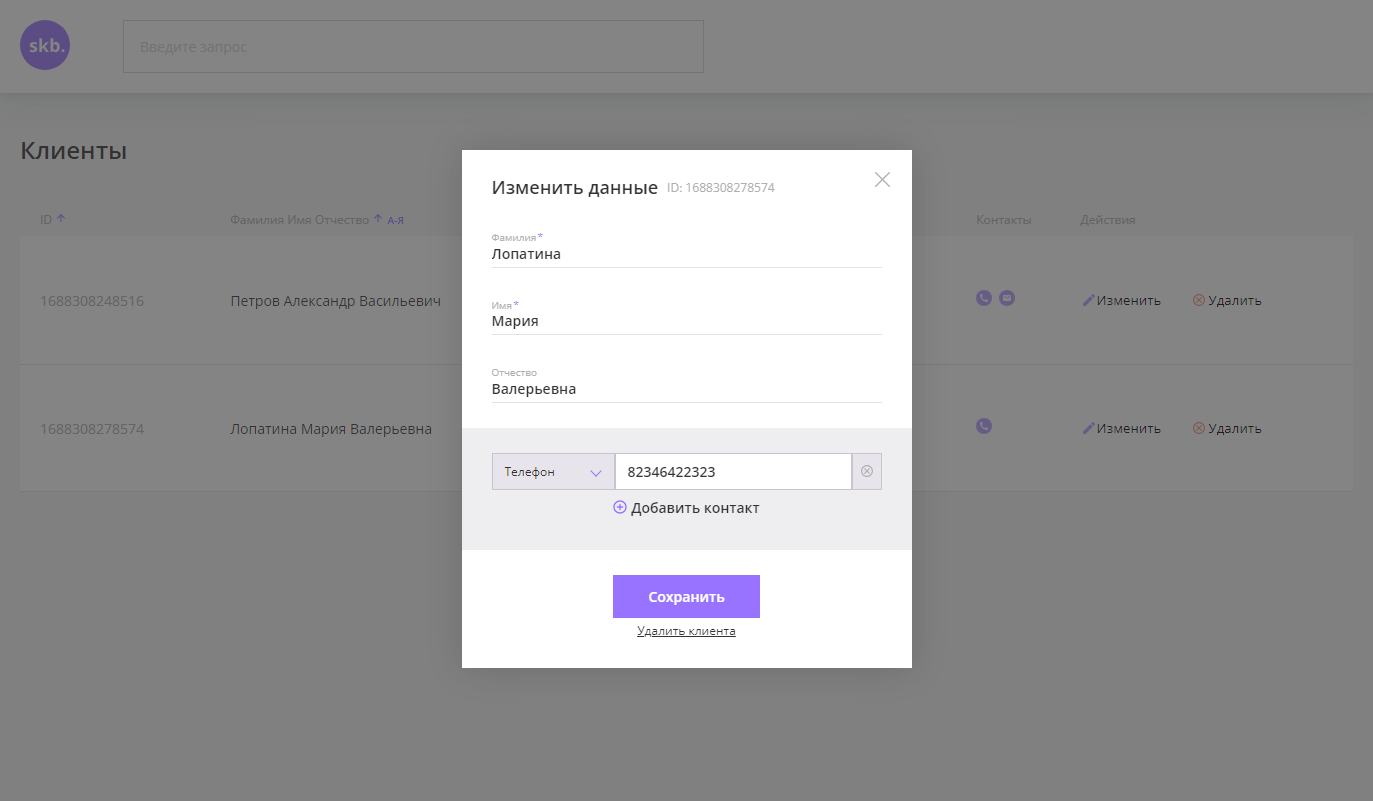 skb.
Введите запрос
Клиенты
ID Фамилия Имя Отчество А-Я Контакты Действия
1688308248516 Петров Александр Васильевич Изменить Удалить
1688308278574 Лопатина Мария Валерьевна Изменить Удалить
Изменить данные ID: 1688308278574
Фамилия*
Лопатина
Имя*
Мария
Отчество
Валерьевна
Телефон 82346422323
Добавить контакт
Сохранить
Удалить клиента